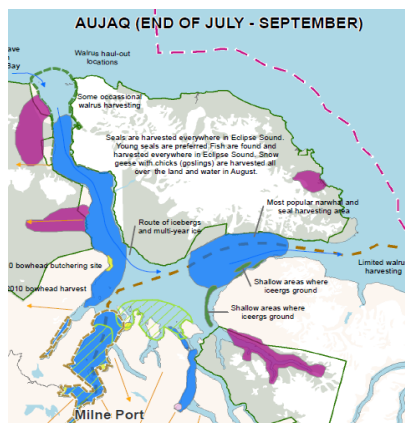 AUJAQ (END OF JULY - SEPTEMBER)
ave
Bay
Walrus haul-out
locations
Some occassional
walrus harvesting
Seals are harvested everywhere in Eclipse Sound.
Young seals are preferred.Fish are found and
harvested everywhere in Eclipse Sound. Snow
geese with chicks (goslings) are harvested all
over the land and water in August.
Route of icebergs
and multi-year ice
Most popular narwhal and
seal harvesting area
0 bowhead butchering site
2010 bowhead harvest
Limited walru
harvesting
Shallow areas where
iceergs ground
Shallow areas where
iceergs ground
Milne Port